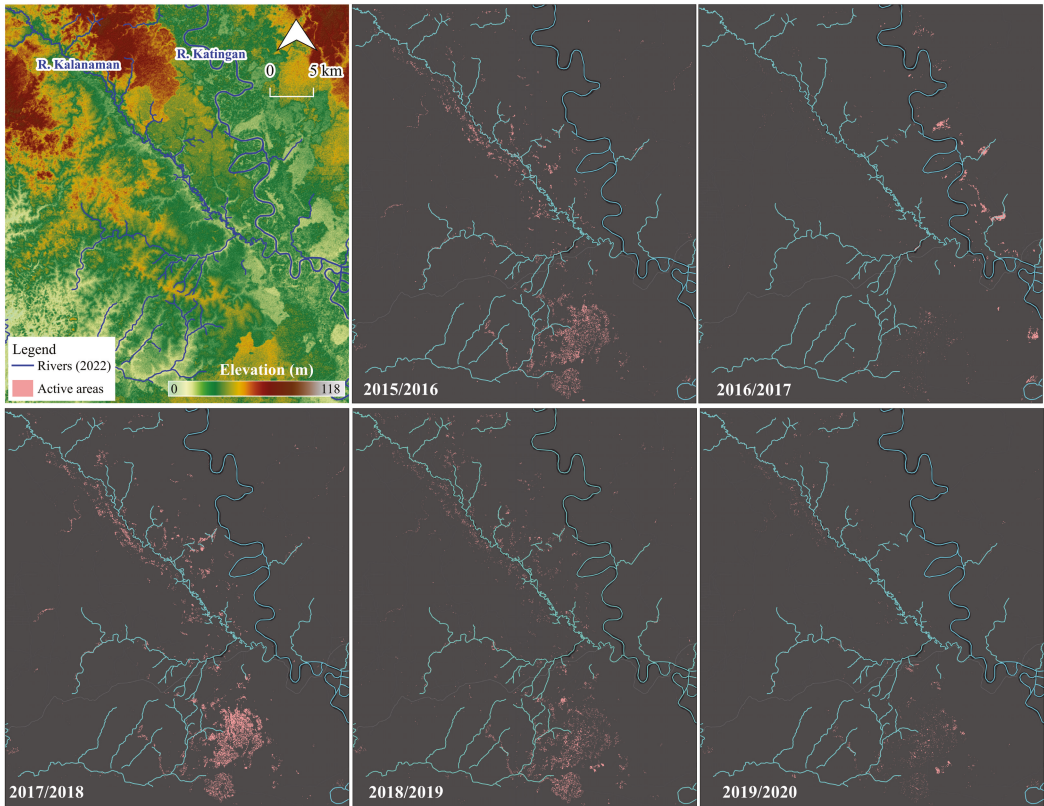 R. Kalanaman
R. Katingan
0 5 km
Legend
Rivers (2022)
Active areas
Elevation (m)
0 118
2015/2016
2016/2017
2017/2018
2018/2019
2019/2020